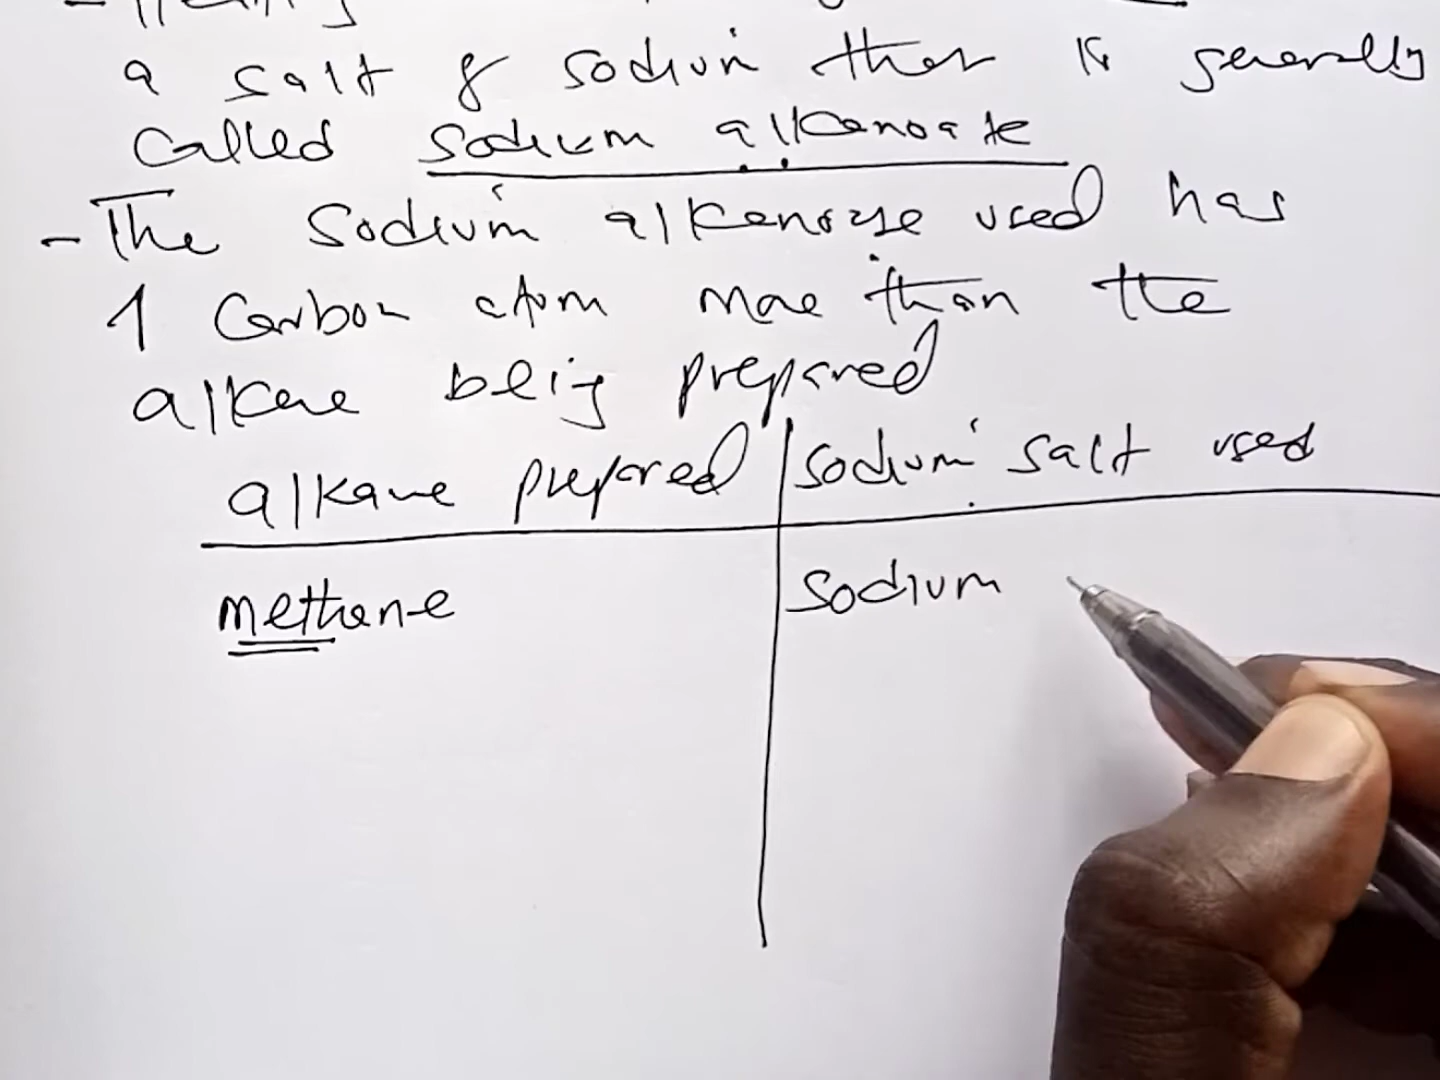 a salt of sodium that is generally
called sodium alkanoate
- The sodium alkanoate used has
1 Carbon atom more than the
alkane being prepared
alkane prepared | sodium salt used
methane | sodium